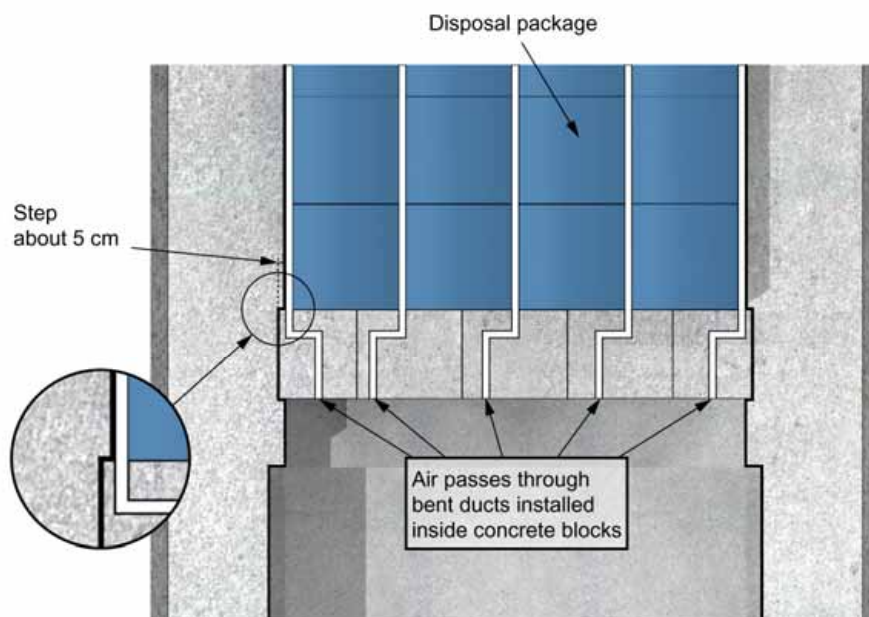 Disposal package
Step
about 5 cm
Air passes through
bent ducts installed
inside concrete blocks